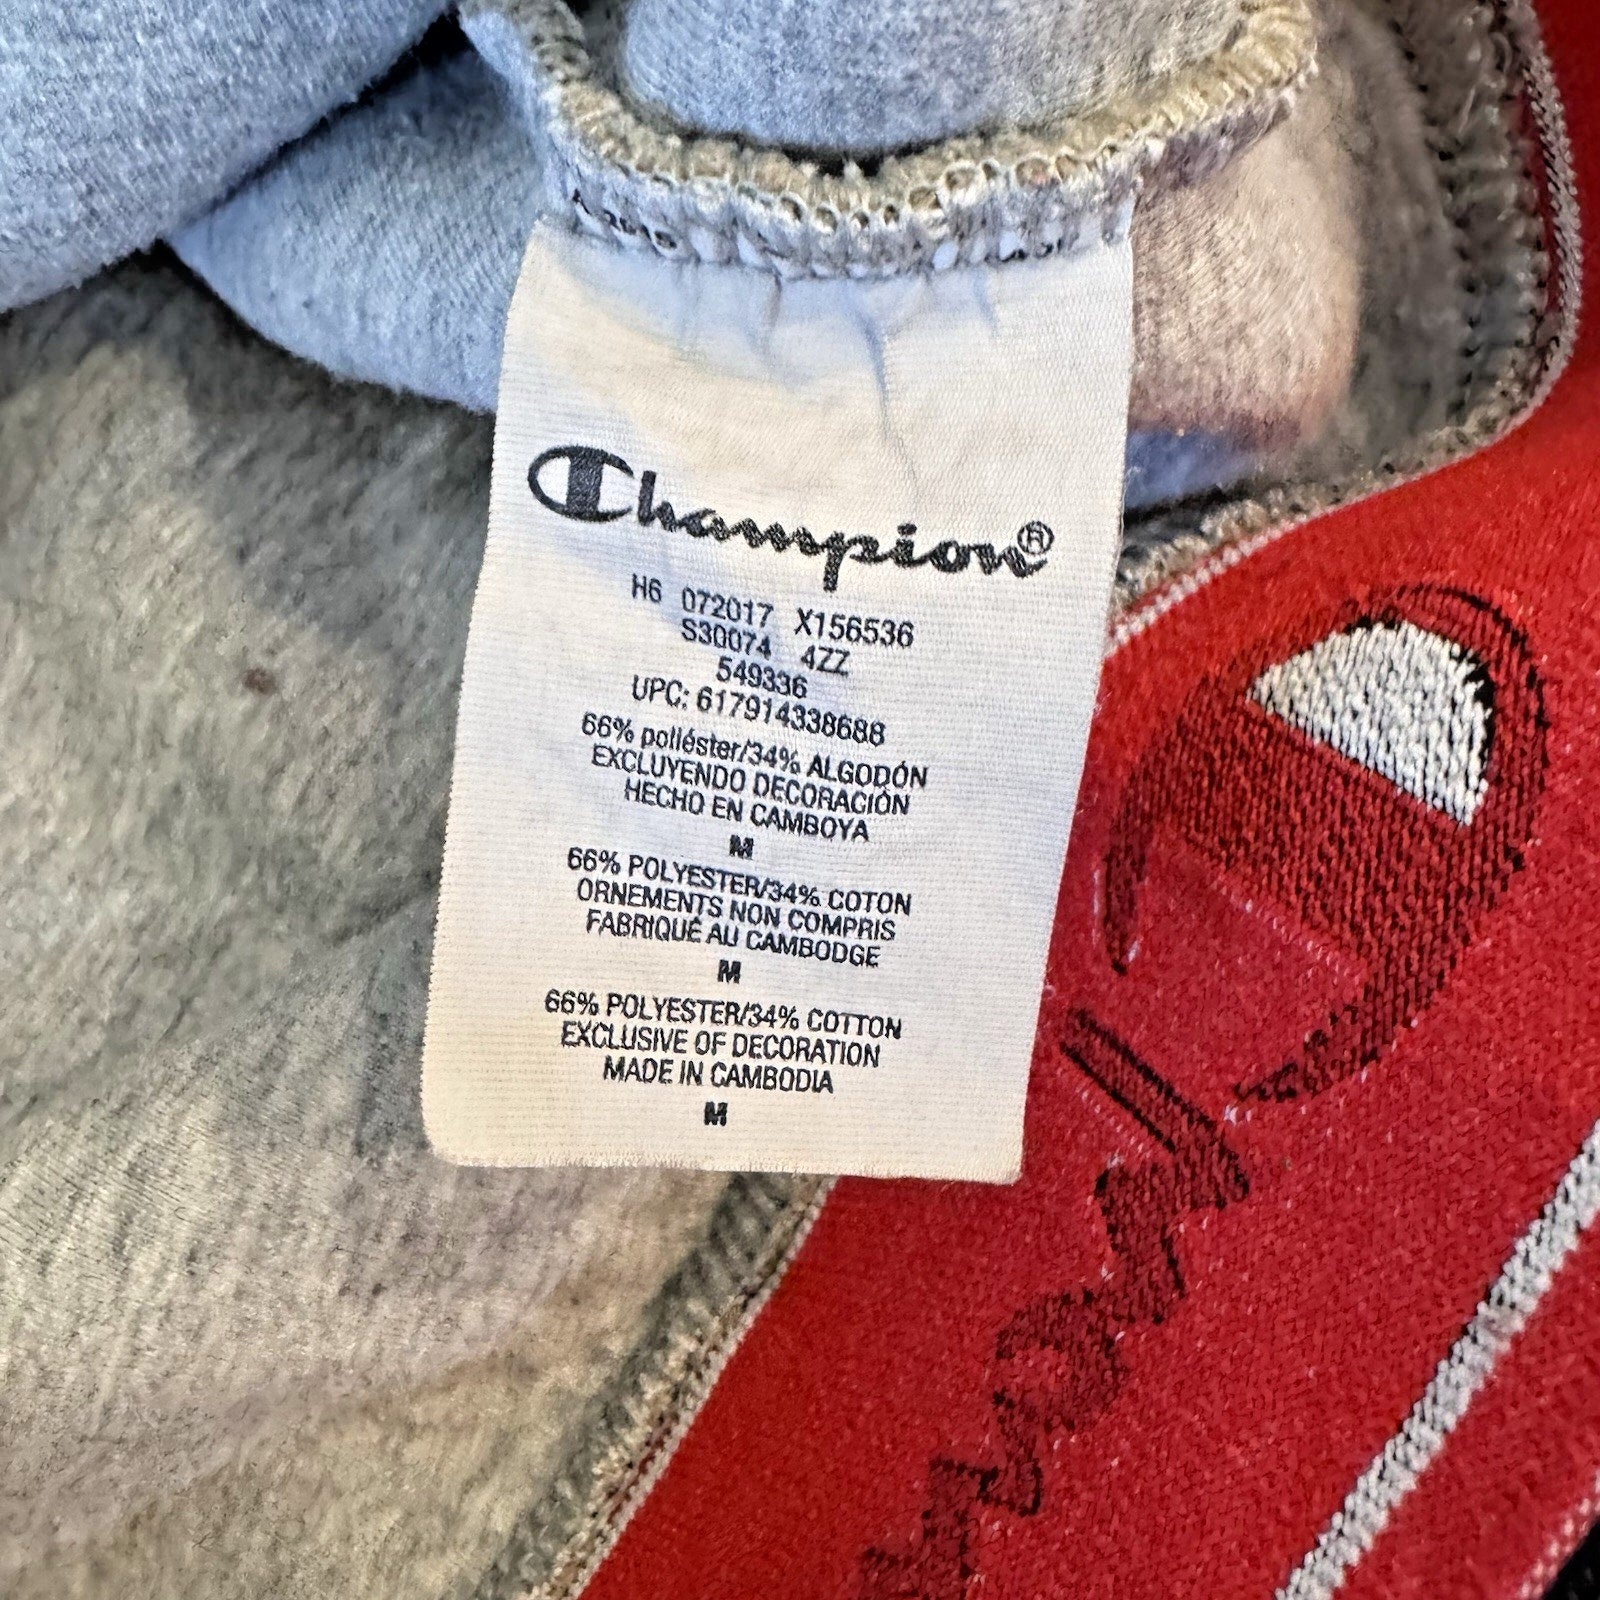 Champion®
H6 072017 X156536
S30074 4ZZ
549336
UPC: 617914338688
66% poliéster/34% ALGODÓN
EXCLUYENDO DECORACIÓN
HECHO EN CAMBOYA
M
66% POLYESTER/34% COTON
ORNEMENTS NON COMPRIS
FABRIQUÉ AU CAMBODGE
M
66% POLYESTER/34% COTTON
EXCLUSIVE OF DECORATION
MADE IN CAMBODIA
M